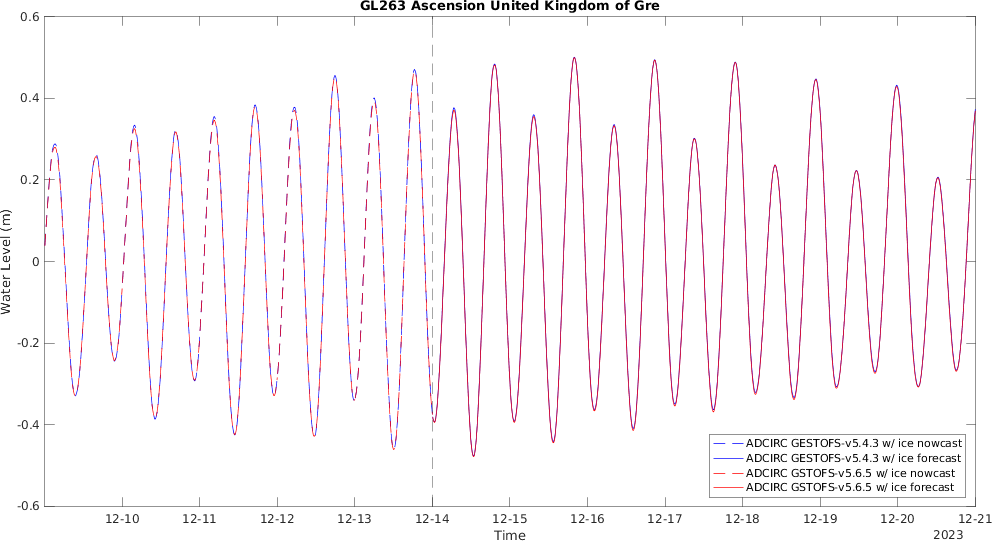 GL263 Ascension United Kingdom of Gre
0.6
0.4
0.2
0
-0.2
-0.4
-0.6
Water Level (m)
ADCIRC GESTOFS-v5.4.3 w/ ice nowcast
ADCIRC GESTOFS-v5.4.3 w/ ice forecast
ADCIRC GSTOFS-v5.6.5 w/ ice nowcast
ADCIRC GSTOFS-v5.6.5 w/ ice forecast
12-10 12-11 12-12 12-13 12-14 12-15 12-16 12-17 12-18 12-19 12-20 12-21
Time
2023